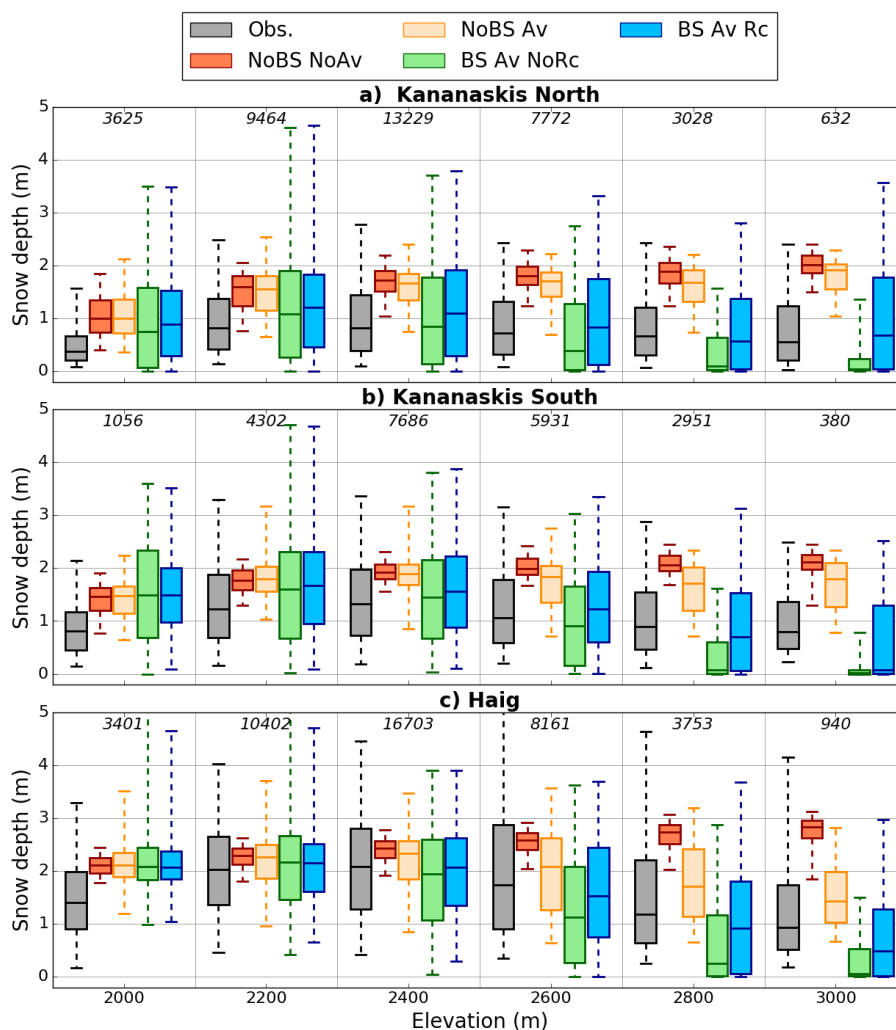 Obs. NoBS Av BS Av Rc
NoBS NoAv BS Av NoRc
a) Kananaskis North
3625 9464 13229 7772 3028 632
5
4
3
2
1
0
Snow depth (m)
b) Kananaskis South
1056 4302 7686 5931 2951 380
5
4
3
2
1
0
Snow depth (m)
c) Haig
3401 10402 16703 8161 3753 940
5
4
3
2
1
0
Snow depth (m)
2000 2200 2400 2600 2800 3000
Elevation (m)